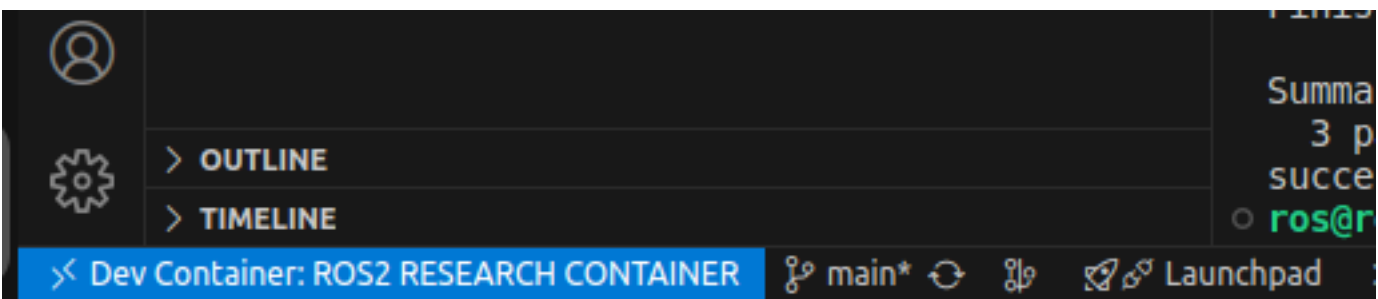 Summa
OUTLINE
3 p
succe
TIMELINE
ros@r
Dev Container: ROS2 RESEARCH CONTAINER main* Launchpad